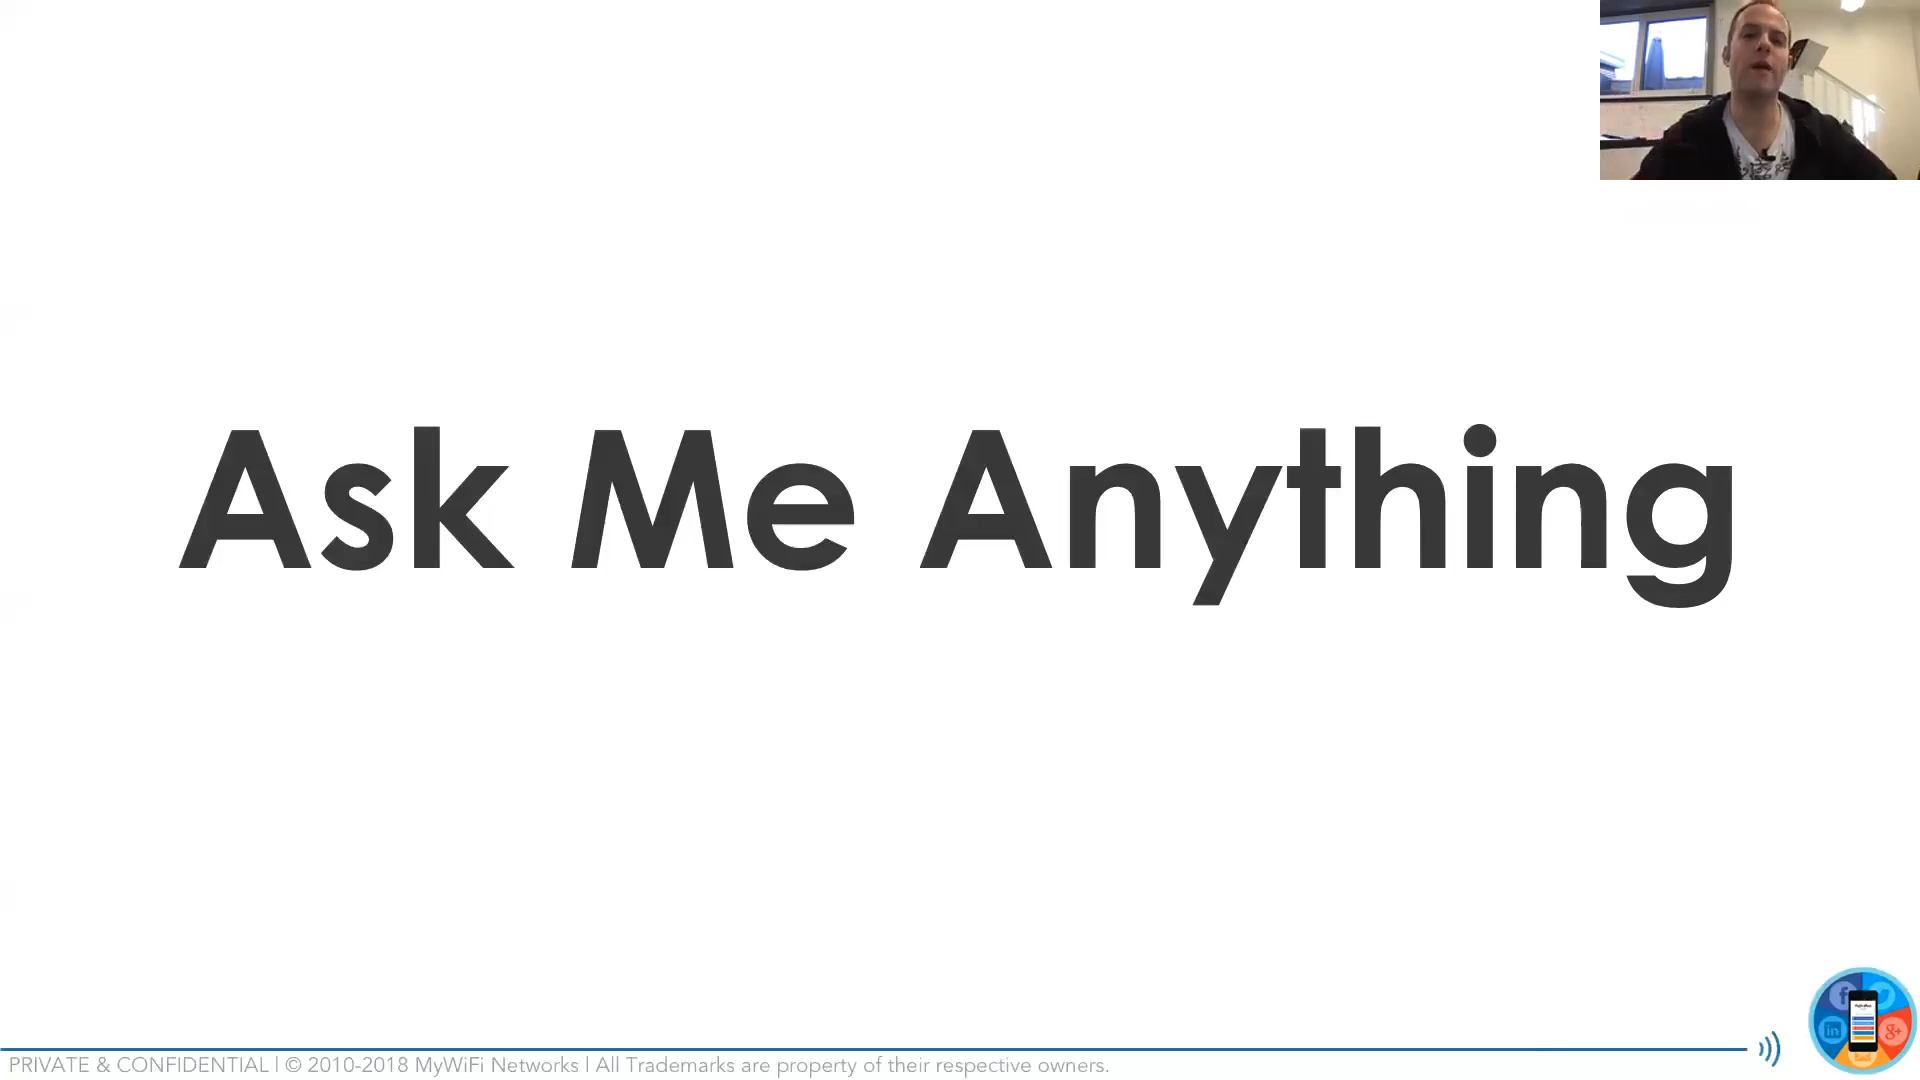 Ask Me Anything
PRIVATE & CONFIDENTIAL | © 2010-2018 MyWiFi Networks | All Trademarks are property of their respective owners.